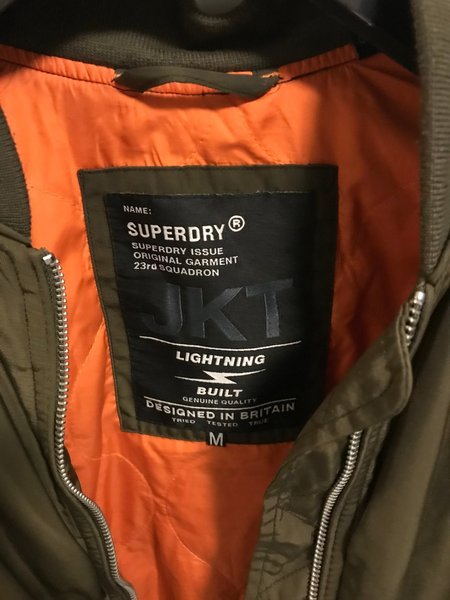 NAME:
SUPERDRY®
SUPERDRY ISSUE
ORIGINAL GARMENT
23rd SQUADRON
JKT
LIGHTNING
BUILT
GENUINE QUALITY
DESIGNED IN BRITAIN
TRIED TESTED TRUE
M